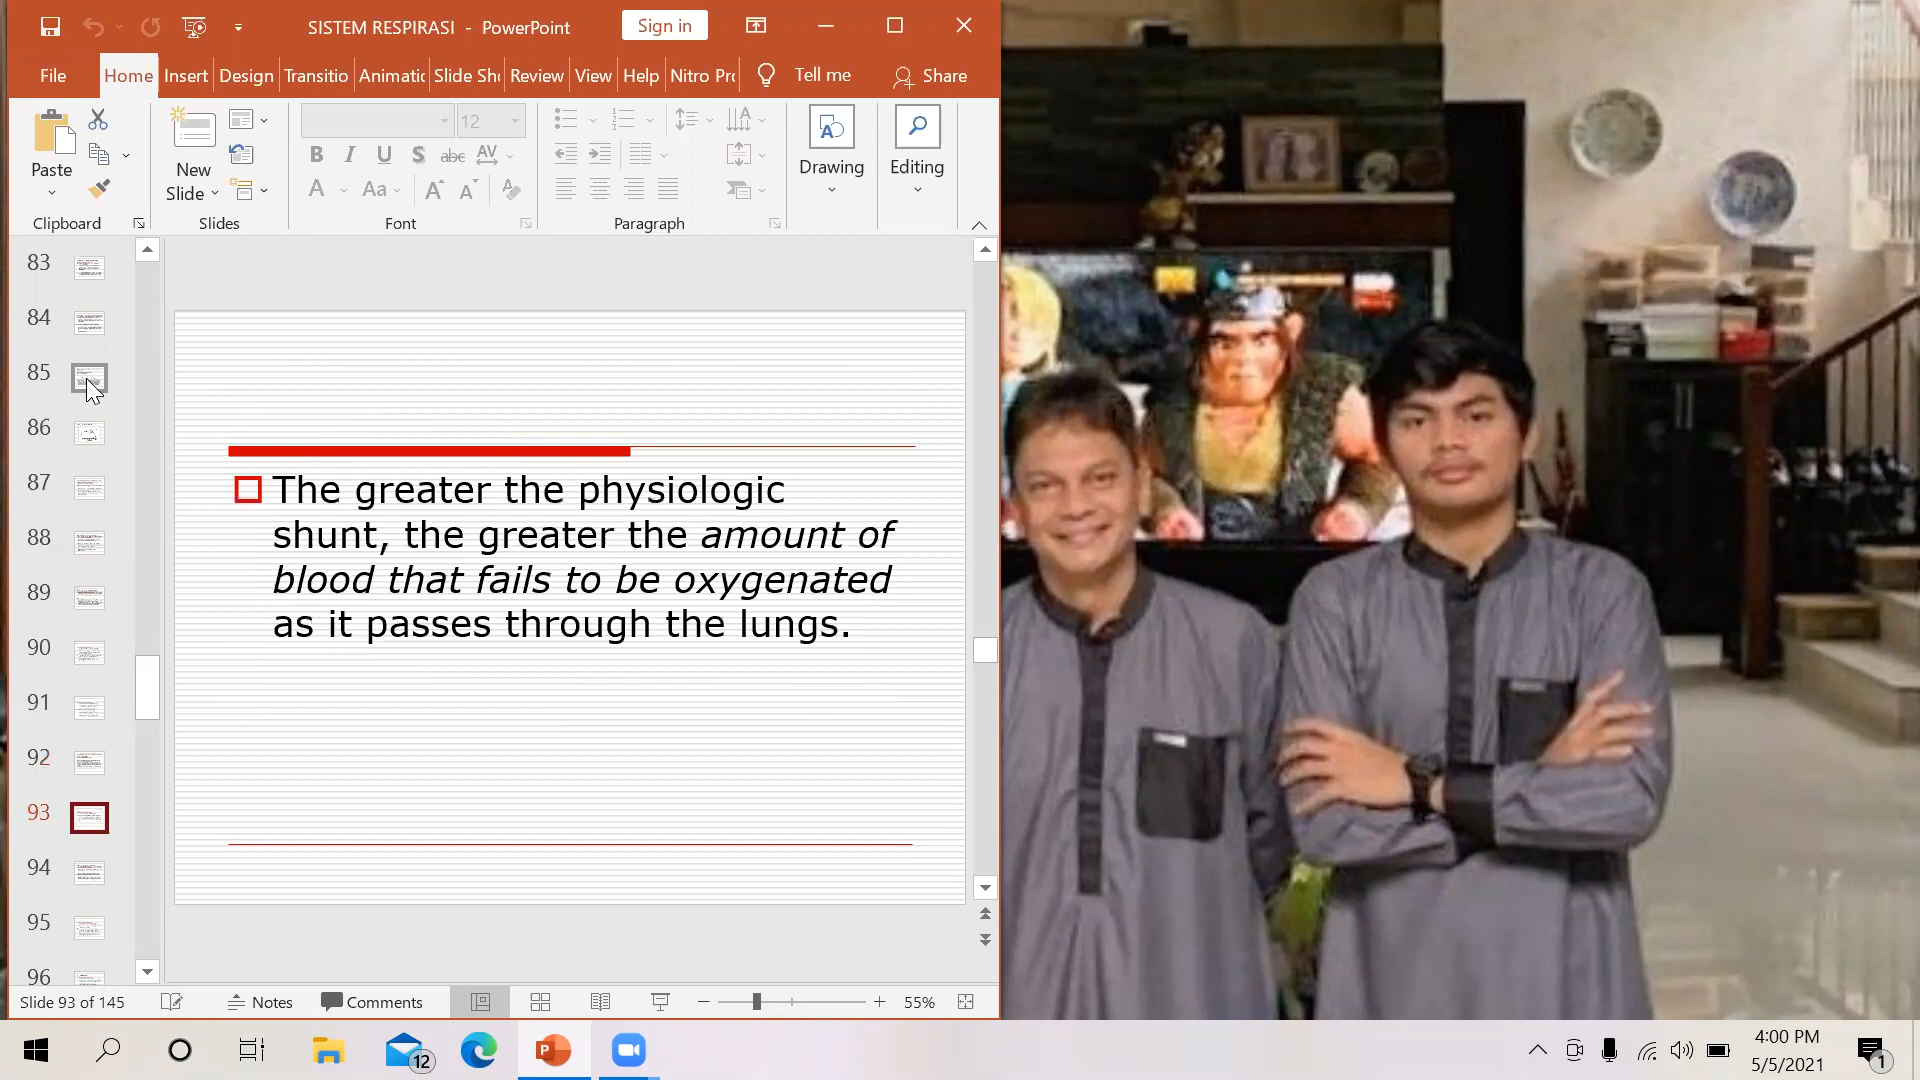 SISTEM RESPIRASI - PowerPoint
Sign in
File Home Insert Design Transitio Animatic Slide Sh Review View Help Nitro Pr Tell me Share
12
Paste
New
Slide
B I U S abc AV
A Aa A A
Drawing
Editing
Clipboard Slides Font Paragraph
83
84
85
86
87
88
89
90
91
92
93
94
95
96
The greater the physiologic
shunt, the greater the amount of
blood that fails to be oxygenated
as it passes through the lungs.
Slide 93 of 145
Notes
Comments
55%
12
4:00 PM
5/5/2021
1